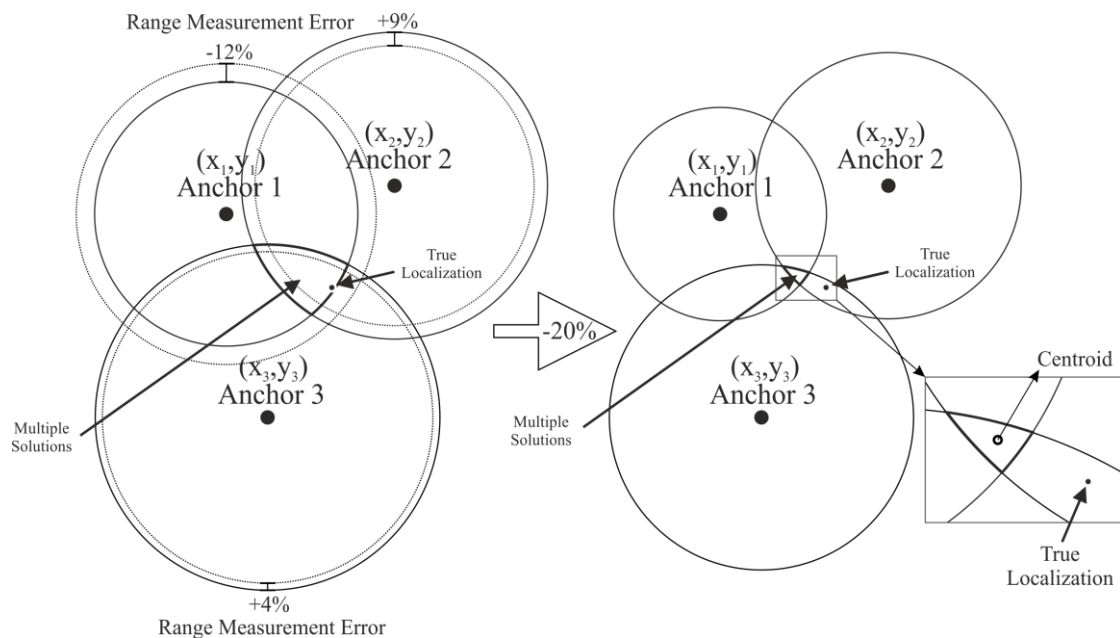 Range Measurement Error
+9%
-12%
(x₁,y₁)
Anchor 1
(x₂,y₂)
Anchor 2
True
Localization
(x₃,y₃)
Anchor 3
Multiple
Solutions
+4%
Range Measurement Error
-20%
(x₁,y₁)
Anchor 1
(x₂,y₂)
Anchor 2
True
Localization
(x₃,y₃)
Anchor 3
Multiple
Solutions
Centroid
True
Localization